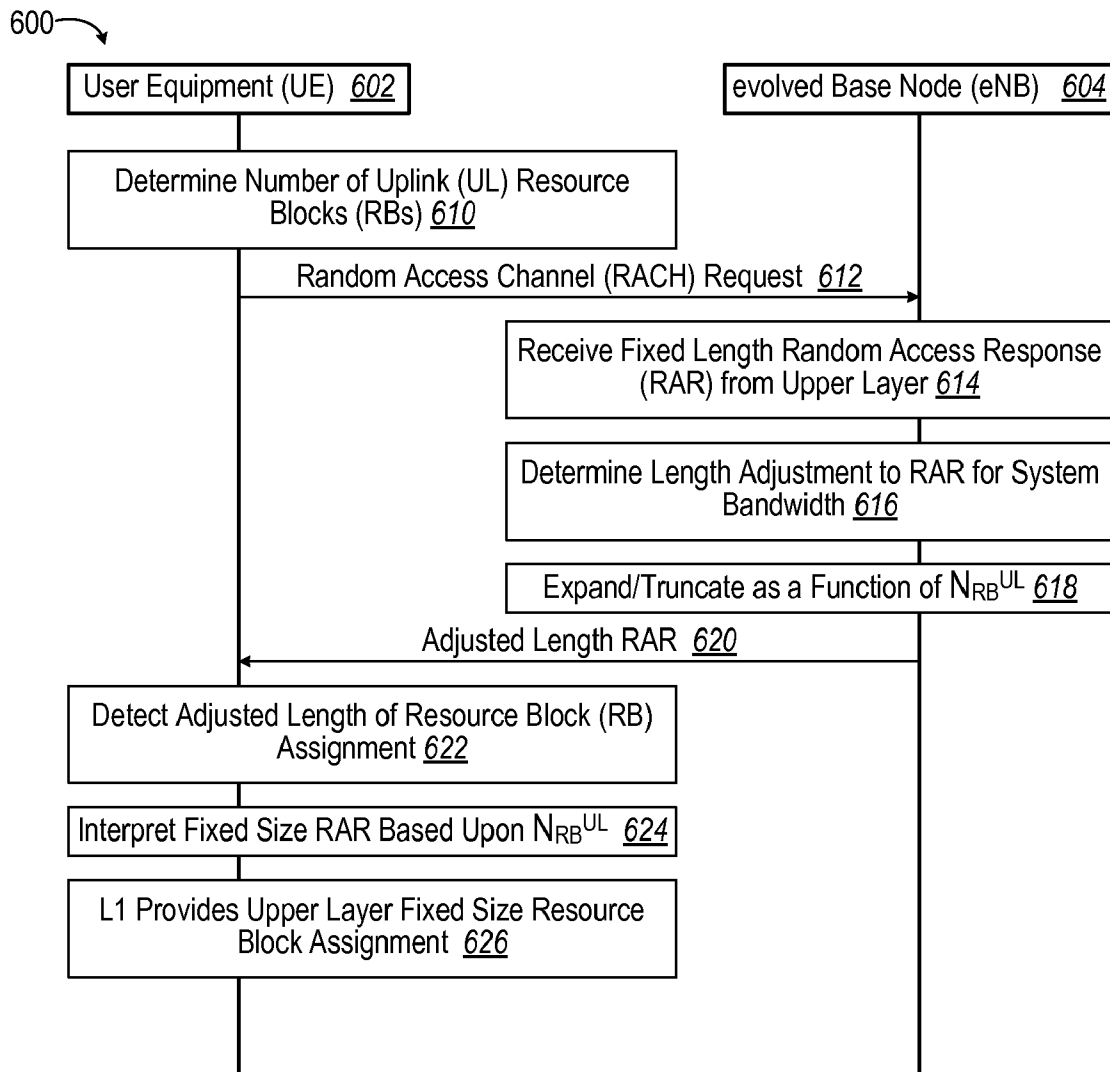 600
User Equipment (UE) 602
evolved Base Node (eNB) 604
Determine Number of Uplink (UL) Resource
Blocks (RBs) 610
Random Access Channel (RACH) Request 612
Receive Fixed Length Random Access Response
(RAR) from Upper Layer 614
Determine Length Adjustment to RAR for System
Bandwidth 616
Expand/Truncate as a Function of NRBUL 618
Adjusted Length RAR 620
Detect Adjusted Length of Resource Block (RB)
Assignment 622
Interpret Fixed Size RAR Based Upon NRBUL 624
L1 Provides Upper Layer Fixed Size Resource
Block Assignment 626